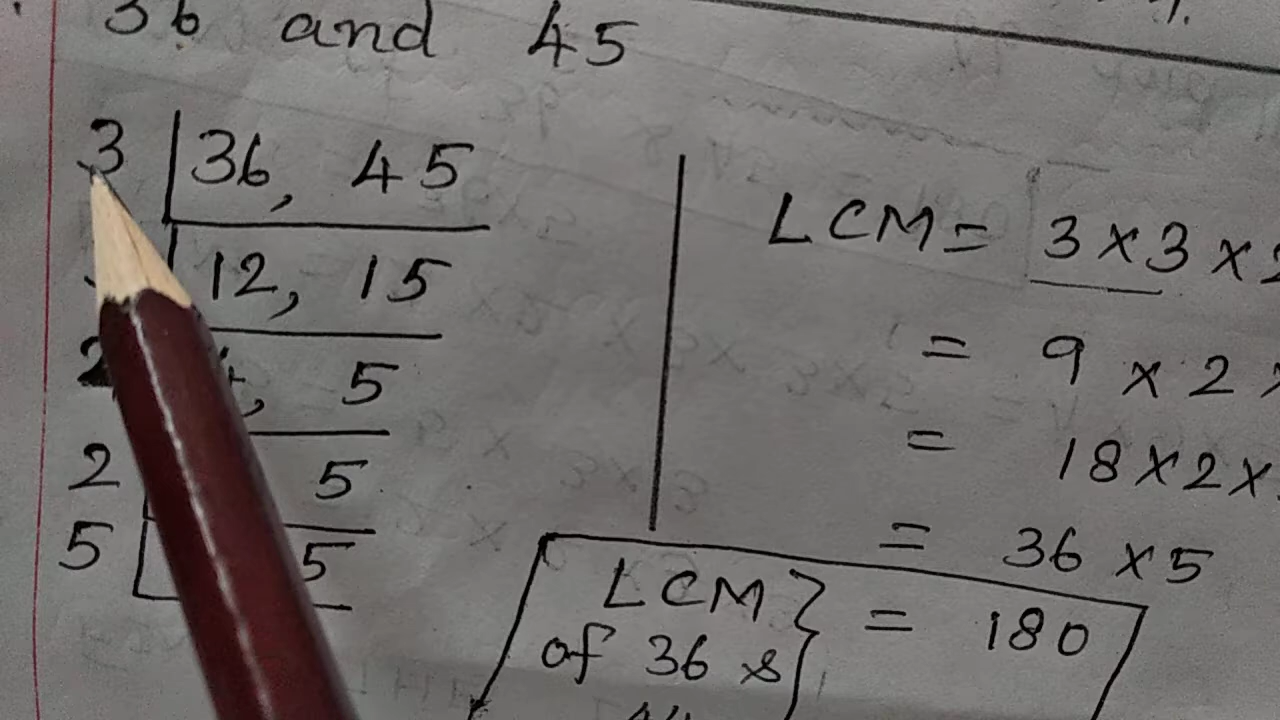 36 and 45
3 36, 45
12, 15
2 5
2 5
5 5
LCM = 3 × 3 ×
= 9 × 2 ×
= 18 × 2 ×
= 36 × 5
LCM } = 180
of 36 &